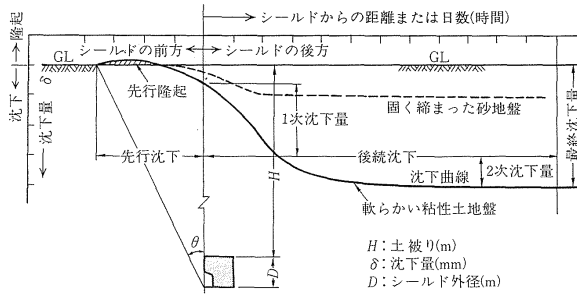 シールドからの距離または日数(時間)
隆起
沈下
GL
シールドの前方
シールドの後方
GL
δ
沈下量
先行隆起
1次沈下量
固く締まった砂地盤
最終沈下量
先行沈下
後続沈下
H
沈下曲線
2次沈下量
軟らかい粘性土地盤
θ
D
H：土被り(m)
δ：沈下量(mm)
D：シールド外径(m)